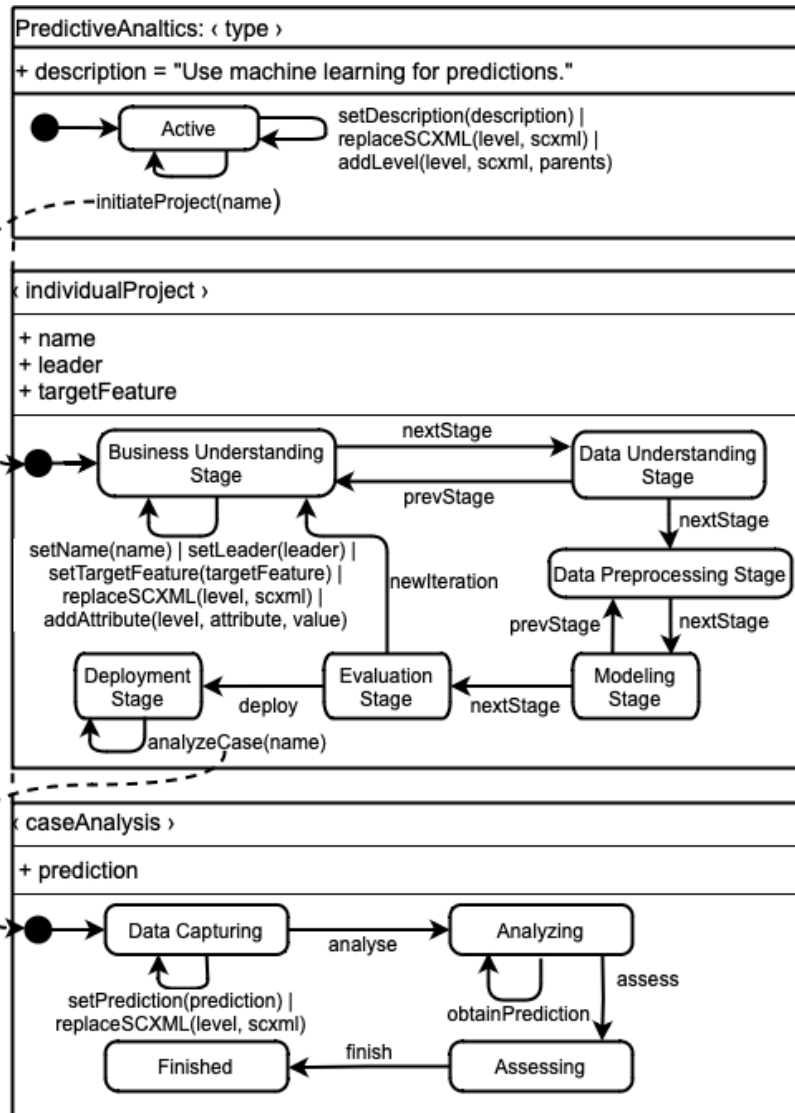 PredictiveAnaltics: ‹ type ›
+ description = "Use machine learning for predictions."
Active
setDescription(description) |
replaceSCXML(level, scxml) |
addLevel(level, scxml, parents)
initiateProject(name)
‹ individualProject ›
+ name
+ leader
+ targetFeature
Business Understanding
Stage
nextStage
Data Understanding
Stage
prevStage
nextStage
setName(name) | setLeader(leader) |
setTargetFeature(targetFeature) |
replaceSCXML(level, scxml) |
addAttribute(level, attribute, value)
newIteration
Data Preprocessing Stage
prevStage
nextStage
Deployment
Stage
deploy
Evaluation
Stage
nextStage
Modeling
Stage
analyzeCase(name)
‹ caseAnalysis ›
+ prediction
Data Capturing
analyse
Analyzing
setPrediction(prediction) |
replaceSCXML(level, scxml)
obtainPrediction
assess
Finished
finish
Assessing